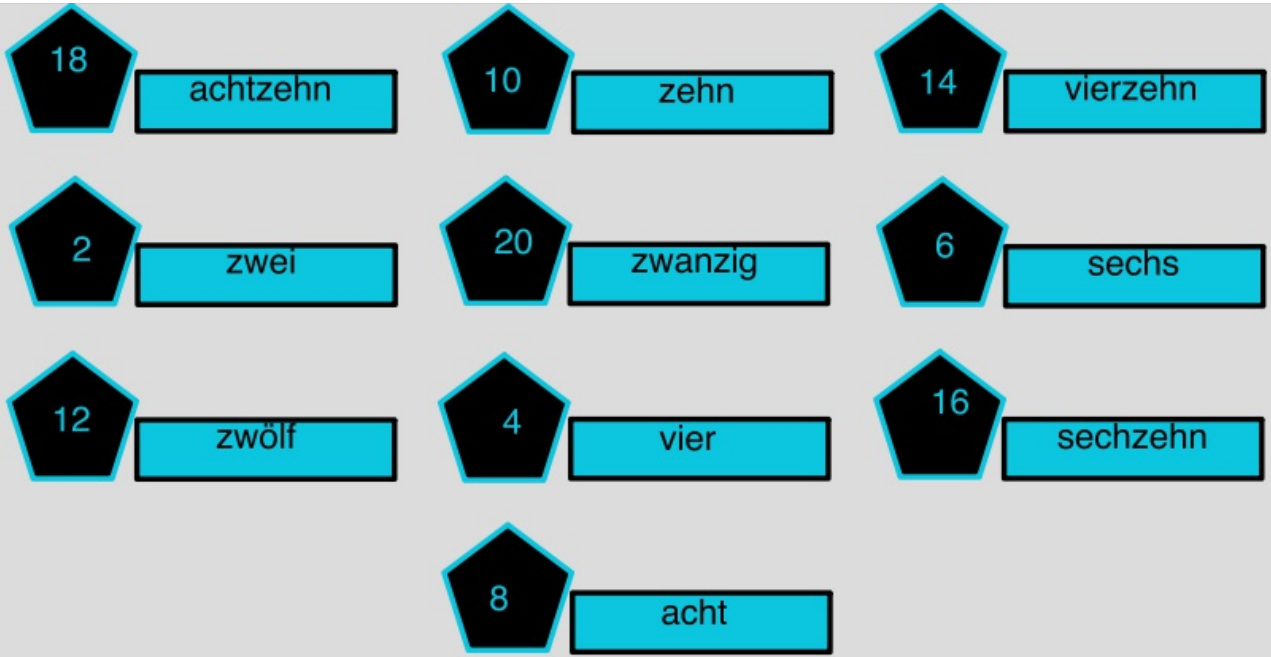 18 achtzehn
10 zehn
14 vierzehn
2 zwei
20 zwanzig
6 sechs
12 zwölf
4 vier
16 sechzehn
8 acht